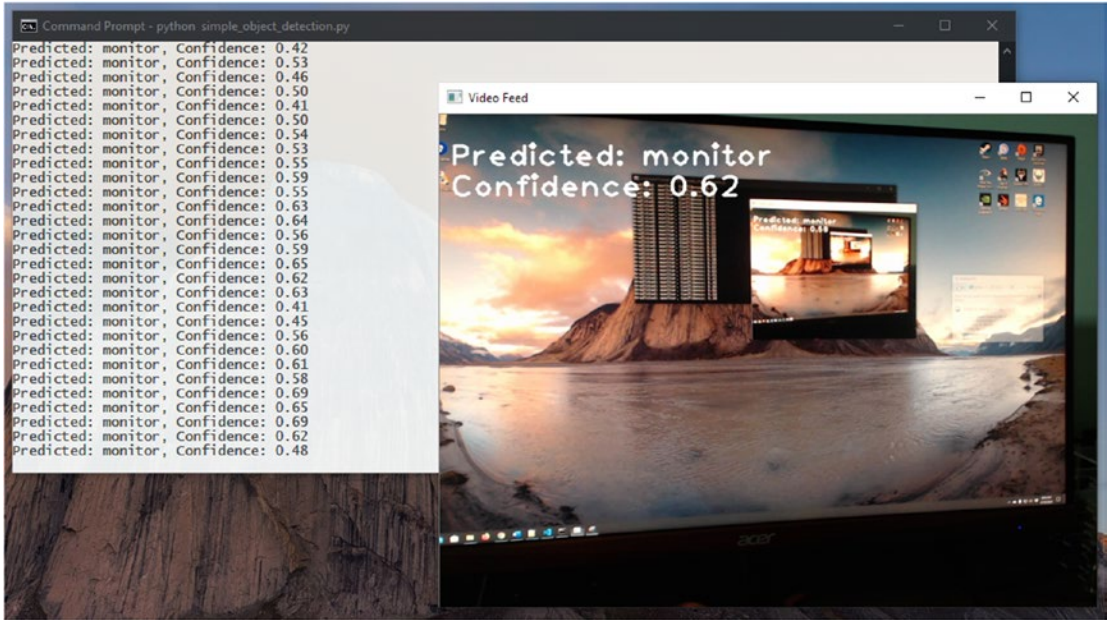 Command Prompt - python  simple_object_detection.py
Predicted: monitor, Confidence: 0.42
Predicted: monitor, Confidence: 0.53
Predicted: monitor, Confidence: 0.46
Predicted: monitor, Confidence: 0.50
Predicted: monitor, Confidence: 0.41
Predicted: monitor, Confidence: 0.50
Predicted: monitor, Confidence: 0.54
Predicted: monitor, Confidence: 0.53
Predicted: monitor, Confidence: 0.55
Predicted: monitor, Confidence: 0.59
Predicted: monitor, Confidence: 0.55
Predicted: monitor, Confidence: 0.63
Predicted: monitor, Confidence: 0.64
Predicted: monitor, Confidence: 0.56
Predicted: monitor, Confidence: 0.59
Predicted: monitor, Confidence: 0.65
Predicted: monitor, Confidence: 0.62
Predicted: monitor, Confidence: 0.63
Predicted: monitor, Confidence: 0.41
Predicted: monitor, Confidence: 0.45
Predicted: monitor, Confidence: 0.56
Predicted: monitor, Confidence: 0.60
Predicted: monitor, Confidence: 0.61
Predicted: monitor, Confidence: 0.58
Predicted: monitor, Confidence: 0.69
Predicted: monitor, Confidence: 0.65
Predicted: monitor, Confidence: 0.69
Predicted: monitor, Confidence: 0.62
Predicted: monitor, Confidence: 0.48
Video Feed
Predicted: monitor
Confidence: 0.62
Predicted: monitor
Confidence:
acer